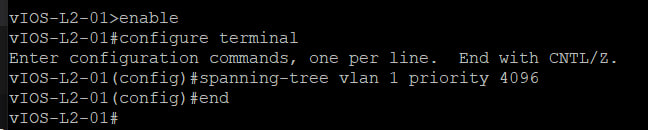 vIOS-L2-01>enable
vIOS-L2-01#configure terminal
Enter configuration commands, one per line.  End with CNTL/Z.
vIOS-L2-01(config)#spanning-tree vlan 1 priority 4096
vIOS-L2-01(config)#end
vIOS-L2-01#